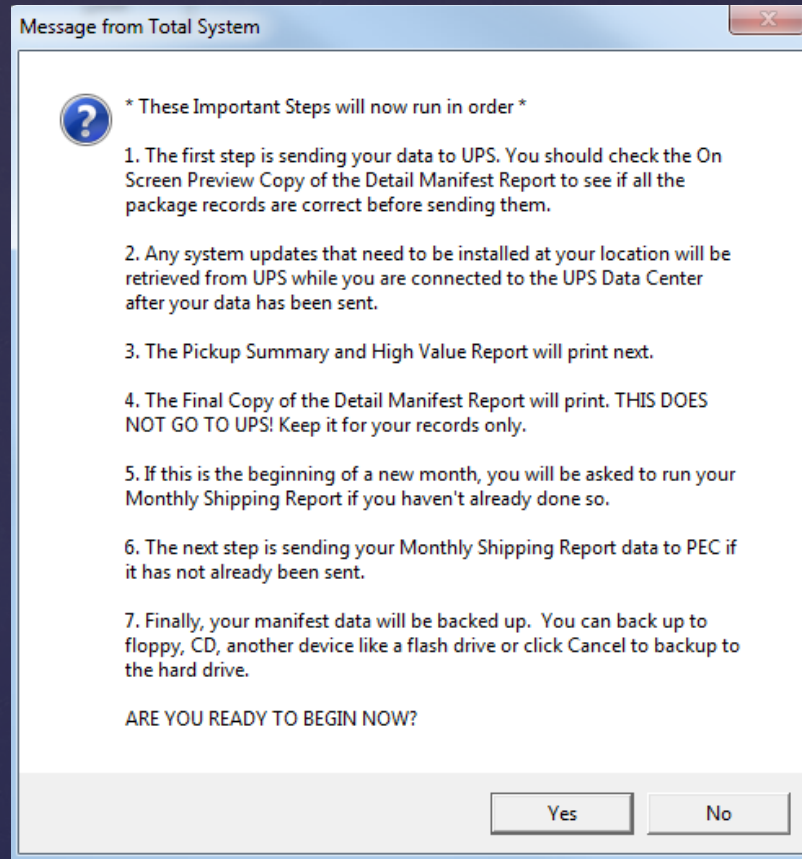 Message from Total System
* These Important Steps will now run in order *
1. The first step is sending your data to UPS. You should check the On
Screen Preview Copy of the Detail Manifest Report to see if all the
package records are correct before sending them.
2. Any system updates that need to be installed at your location will be
retrieved from UPS while you are connected to the UPS Data Center
after your data has been sent.
3. The Pickup Summary and High Value Report will print next.
4. The Final Copy of the Detail Manifest Report will print. THIS DOES
NOT GO TO UPS! Keep it for your records only.
5. If this is the beginning of a new month, you will be asked to run your
Monthly Shipping Report if you haven't already done so.
6. The next step is sending your Monthly Shipping Report data to PEC if
it has not already been sent.
7. Finally, your manifest data will be backed up.  You can back up to
floppy, CD, another device like a flash drive or click Cancel to backup to
the hard drive.
ARE YOU READY TO BEGIN NOW?
Yes No